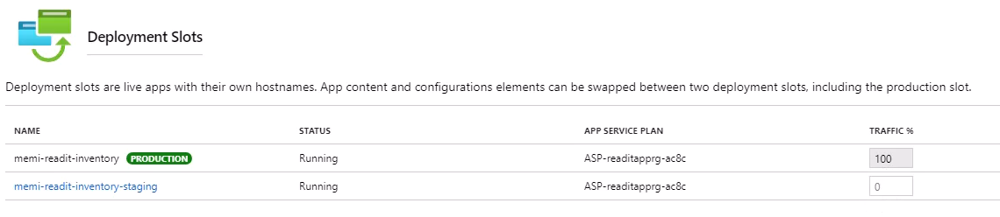 Deployment Slots
Deployment slots are live apps with their own hostnames. App content and configurations elements can be swapped between two deployment slots, including the production slot.
NAME STATUS APP SERVICE PLAN TRAFFIC %
memi-readit-inventory PRODUCTION Running ASP-readitapprg-ac8c 100
memi-readit-inventory-staging Running ASP-readitapprg-ac8c 0